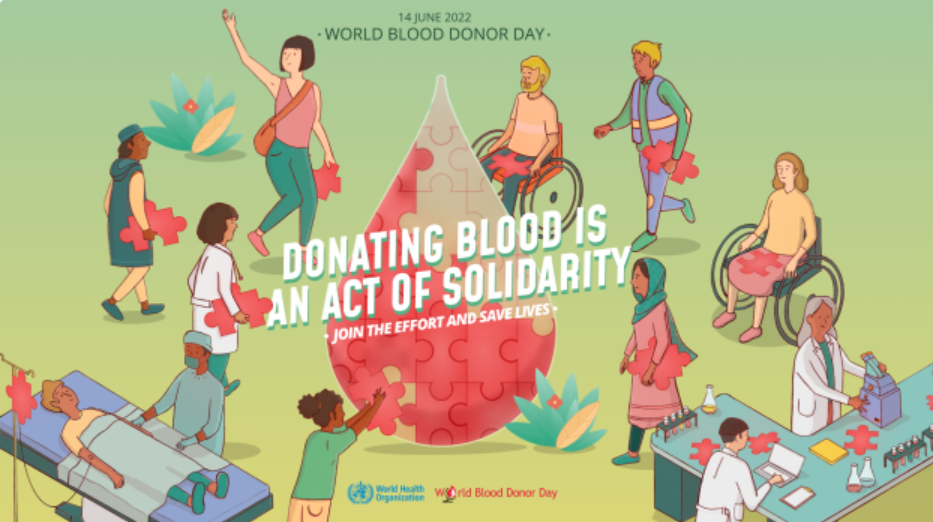 14 JUNE 2022
• WORLD BLOOD DONOR DAY •
DONATING BLOOD IS
AN ACT OF SOLIDARITY
• JOIN THE EFFORT AND SAVE LIVES •
World Health
Organization
World Blood Donor Day